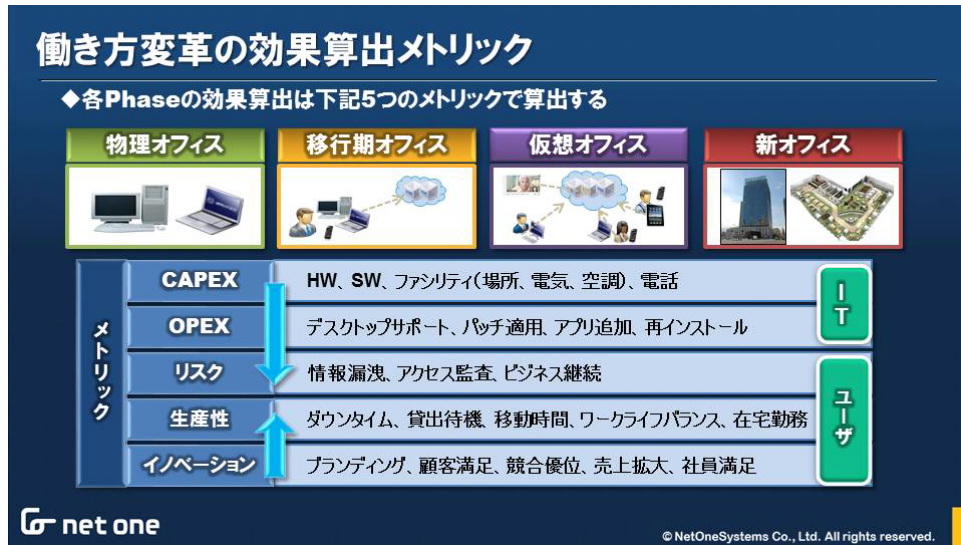 働き方変革の効果算出メトリック
◆各Phaseの効果算出は下記5つのメトリックで算出する
物理オフィス
移行期オフィス
仮想オフィス
新オフィス
メトリック
CAPEX
HW、SW、ファシリティ(場所、電気、空調)、電話
OPEX
デスクトップサポート、パッチ適用、アプリ追加、再インストール
リスク
情報漏洩、アクセス監査、ビジネス継続
生産性
ダウンタイム、貸出待機、移動時間、ワークライフバランス、在宅勤務
イノベーション
ブランディング、顧客満足、競合優位、売上拡大、社員満足
IT
ユーザ
net one
© NetOneSystems Co., Ltd. All rights reserved.